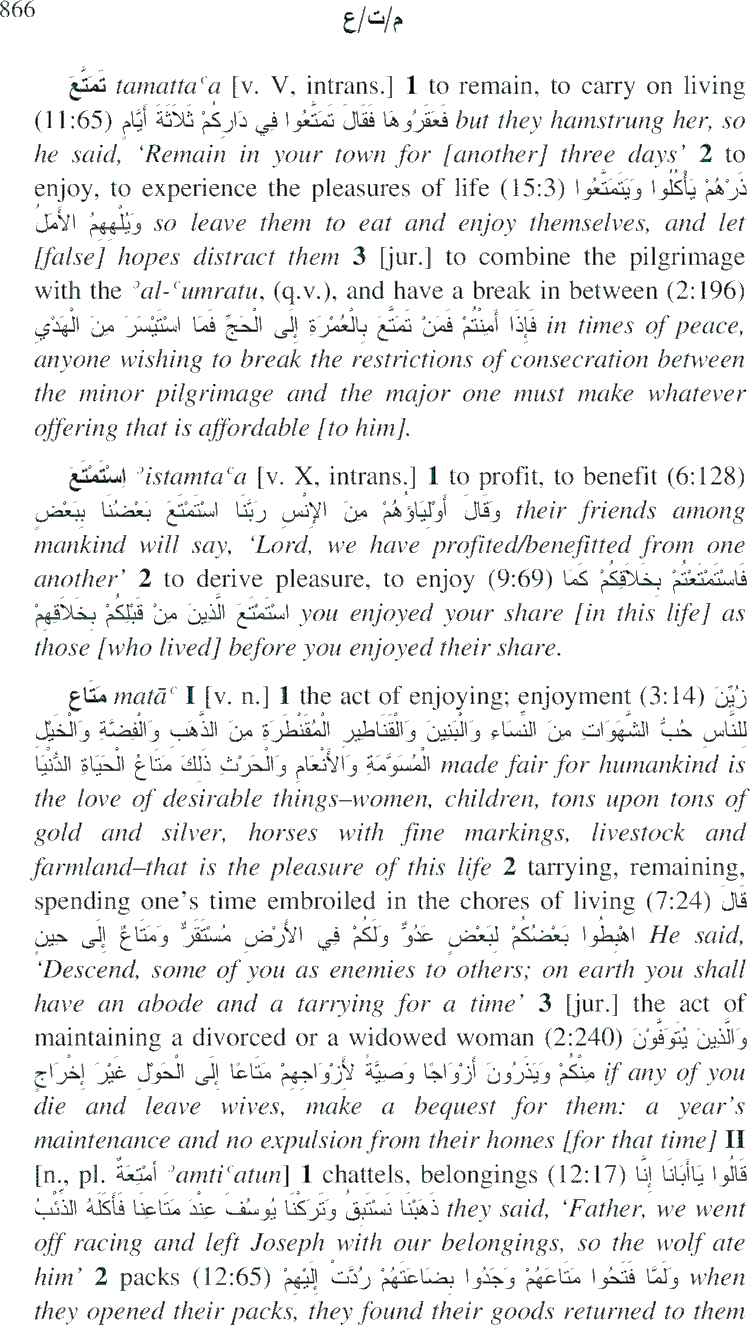 866
م/ت/ع
تَمَتَّعَ tamattaʿa [v. V, intrans.] 1 to remain, to carry on living
(11:65) فَعَقَرُوهَا فَقَالَ تَمَتَّعُوا فِي دَارِكُمْ ثَلَاثَةَ أَيَّامٍ but they hamstrung her, so
he said, ‘Remain in your town for [another] three days’ 2 to
enjoy, to experience the pleasures of life (15:3) ذَرْهُمْ يَأْكُلُوا وَيَتَمَتَّعُوا
وَيُلْهِهِمُ الأَمَلُ so leave them to eat and enjoy themselves, and let
[false] hopes distract them 3 [jur.] to combine the pilgrimage
with the ʾal-ʿumratu, (q.v.), and have a break in between (2:196)
فَإِذَا أَمِنْتُمْ فَمَنْ تَمَتَّعَ بِالْعُمْرَةِ إِلَى الْحَجِّ فَمَا اسْتَيْسَرَ مِنَ الْهَدْيِ in times of peace,
anyone wishing to break the restrictions of consecration between
the minor pilgrimage and the major one must make whatever
offering that is affordable [to him].
اسْتَمْتَعَ ʾistamtaʿa [v. X, intrans.] 1 to profit, to benefit (6:128)
وَقَالَ أَوْلِيَاؤُهُمْ مِنَ الإِنْسِ رَبَّنَا اسْتَمْتَعَ بَعْضُنَا بِبَعْضٍ their friends among
mankind will say, ‘Lord, we have profited/benefitted from one
another’ 2 to derive pleasure, to enjoy (9:69) فَاسْتَمْتَعْتُمْ بِخَلَاقِكُمْ كَمَا
اسْتَمْتَعَ الَّذِينَ مِنْ قَبْلِكُمْ بِخَلَاقِهِمْ you enjoyed your share [in this life] as
those [who lived] before you enjoyed their share.
مَتَاع matāʿ I [v. n.] 1 the act of enjoying; enjoyment (3:14) زُيِّنَ
لِلنَّاسِ حُبُّ الشَّهَوَاتِ مِنَ النِّسَاءِ وَالْبَنِينَ وَالْقَنَاطِيرِ الْمُقَنْطَرَةِ مِنَ الذَّهَبِ وَالْفِضَّةِ وَالْخَيْلِ
الْمُسَوَّمَةِ وَالأَنْعَامِ وَالْحَرْثِ ذَلِكَ مَتَاعُ الْحَيَاةِ الدُّنْيَا made fair for humankind is
the love of desirable things–women, children, tons upon tons of
gold and silver, horses with fine markings, livestock and
farmland–that is the pleasure of this life 2 tarrying, remaining,
spending one’s time embroiled in the chores of living (7:24) قَالَ
اهْبِطُوا بَعْضُكُمْ لِبَعْضٍ عَدُوٌّ وَلَكُمْ فِي الأَرْضِ مُسْتَقَرٌّ وَمَتَاعٌ إِلَى حِينٍ He said,
‘Descend, some of you as enemies to others; on earth you shall
have an abode and a tarrying for a time’ 3 [jur.] the act of
maintaining a divorced or a widowed woman (2:240) وَالَّذِينَ يُتَوَفَّوْنَ
مِنْكُمْ وَيَذَرُونَ أَزْوَاجًا وَصِيَّةً لأَزْوَاجِهِمْ مَتَاعًا إِلَى الْحَوْلِ غَيْرَ إِخْرَاجٍ if any of you
die and leave wives, make a bequest for them: a year’s
maintenance and no expulsion from their homes [for that time] II
[n., pl. أَمْتِعَةٌ ʾamtiʿatun] 1 chattels, belongings (12:17) قَالُوا يَاأَبَانَا إِنَّا
ذَهَبْنَا نَسْتَبِقُ وَتَرَكْنَا يُوسُفَ عِنْدَ مَتَاعِنَا فَأَكَلَهُ الذِّئْبُ they said, ‘Father, we went
off racing and left Joseph with our belongings, so the wolf ate
him’ 2 packs (12:65) وَلَمَّا فَتَحُوا مَتَاعَهُمْ وَجَدُوا بِضَاعَتَهُمْ رُدَّتْ إِلَيْهِمْ when
they opened their packs, they found their goods returned to them